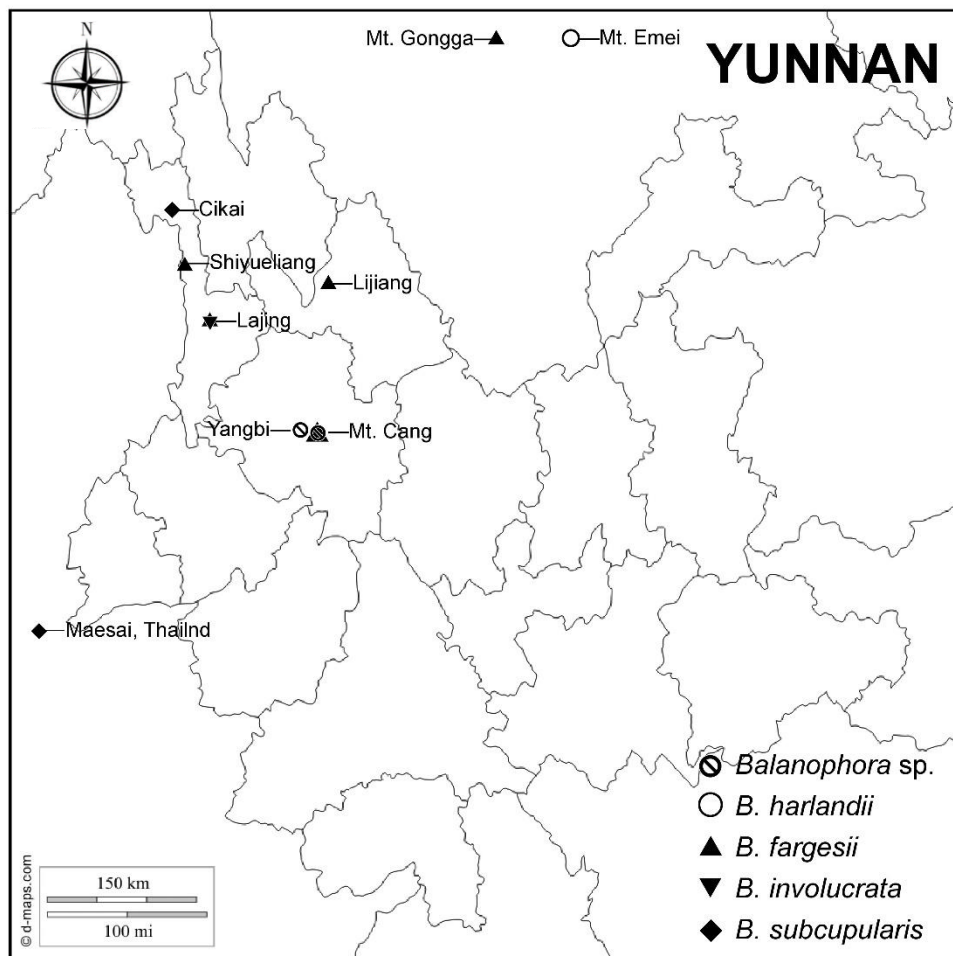 N
Mt. Gongga
Mt. Emei
YUNNAN
Cikai
Shiyueliang
Lijiang
Lajing
Yangbi
Mt. Cang
Maesai, Thailnd
Balanophora sp.
B. harlandii
B. fargesii
B. involucrata
B. subcupularis
150 km
100 mi
© d-maps.com